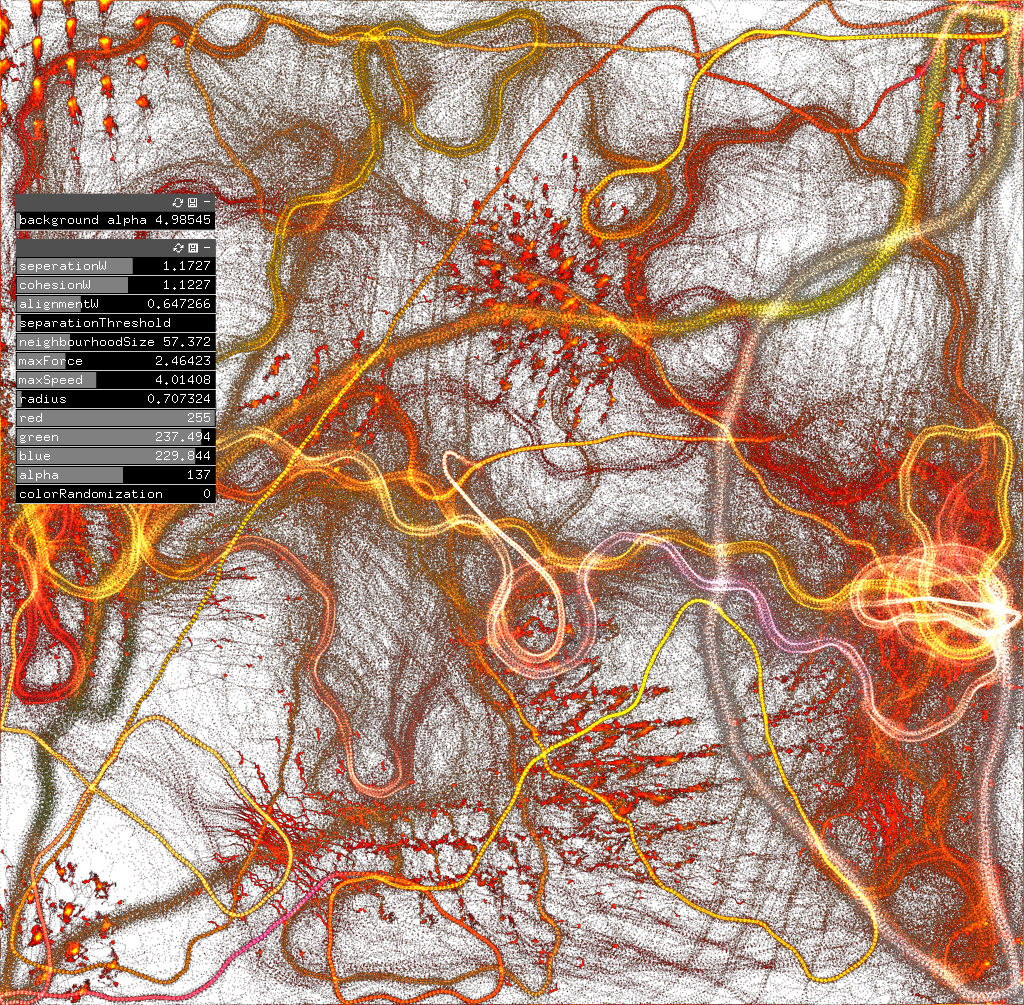 background alpha 4.98545
seperationW 1.1727
cohesionW 1.1227
alignmentW 0.647266
separationThreshold
neighbourhoodSize 57.372
maxForce 2.46423
maxSpeed 4.01408
radius 0.707324
red 255
green 237.494
blue 229.844
alpha 137
colorRandomization 0